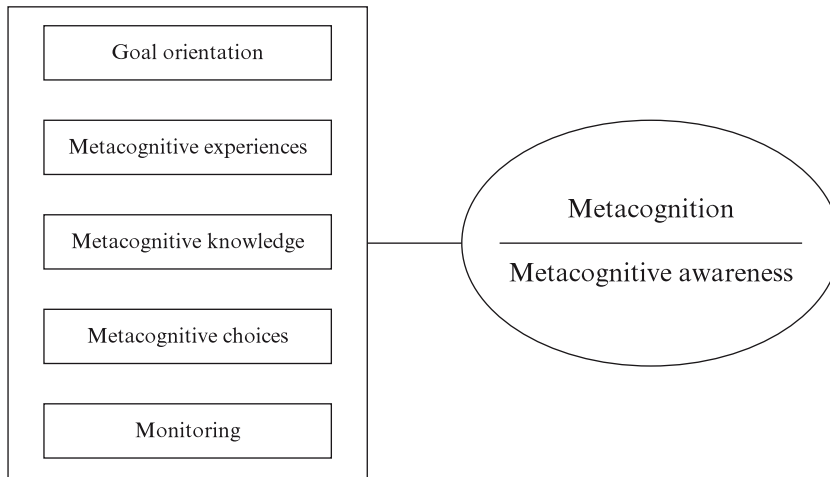 Goal orientation
Metacognitive experiences
Metacognitive knowledge
Metacognitive choices
Monitoring
Metacognition
Metacognitive awareness